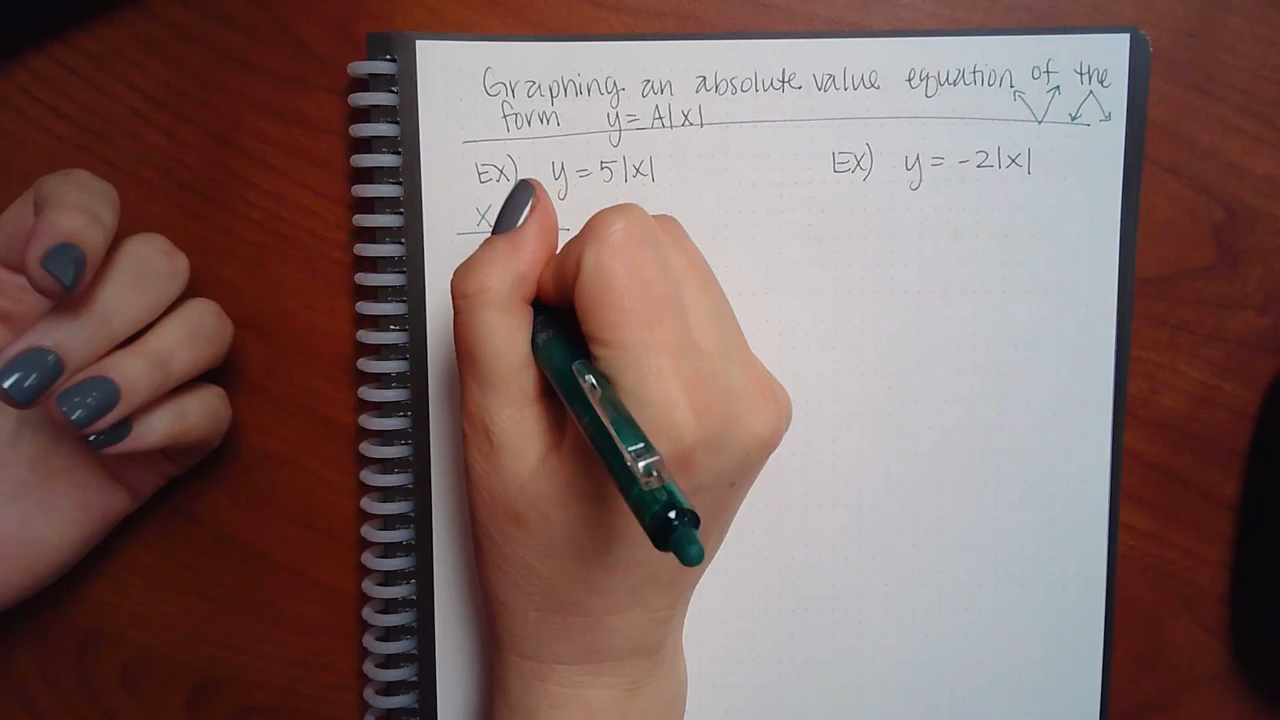 Graphing an absolute value equation of the
form y = A|x|
EX) y = 5|x|
EX) y = -2|x|
x